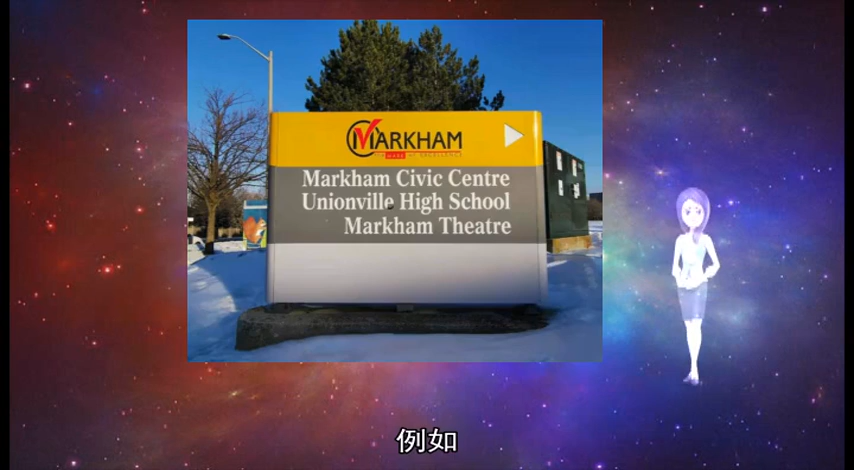 MARKHAM
Markham Civic Centre
Unionville High School
Markham Theatre
例如